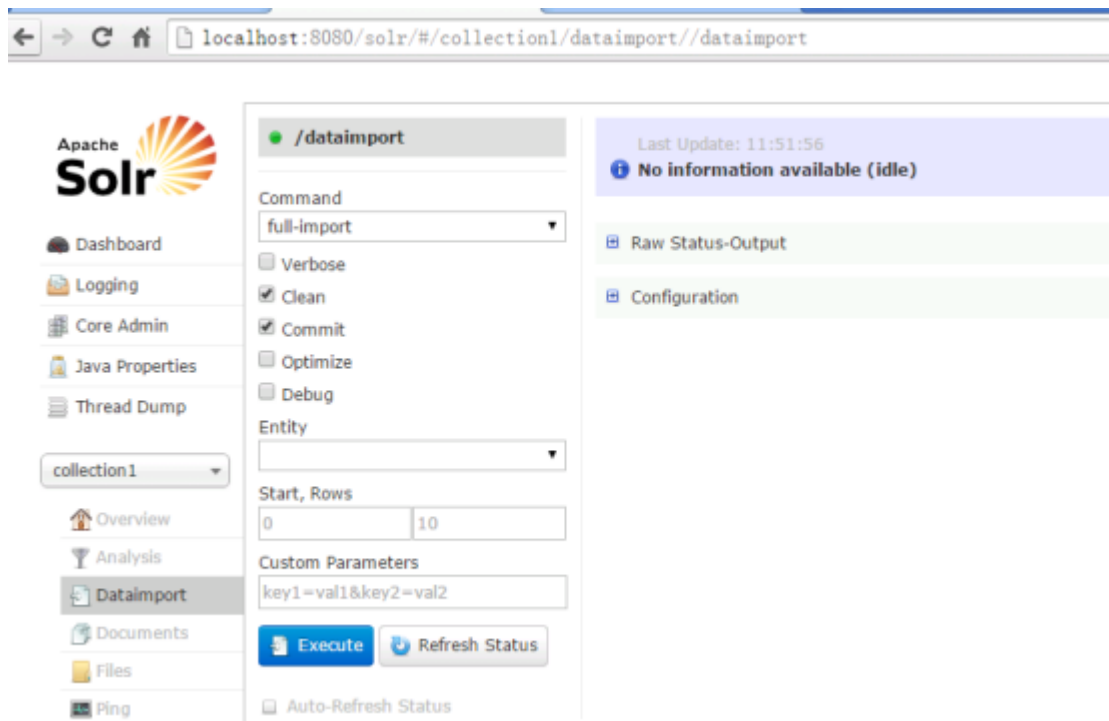 localhost:8080/solr/#/collection1/dataimport//dataimport
Apache
Solr
Dashboard
Logging
Core Admin
Java Properties
Thread Dump
collection1
Overview
Analysis
Dataimport
Documents
Files
Ping
/dataimport
Command
full-import
Verbose
Clean
Commit
Optimize
Debug
Entity
Start, Rows
0 10
Custom Parameters
key1=val1&key2=val2
Execute Refresh Status
Auto-Refresh Status
Last Update: 11:51:56
No information available (idle)
Raw Status-Output
Configuration